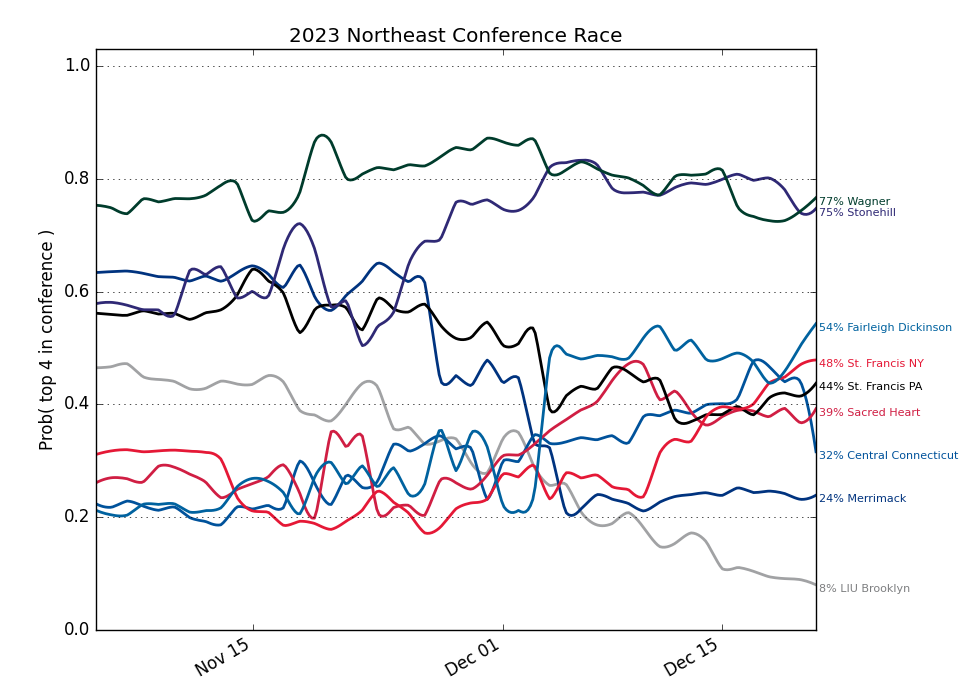 2023 Northeast Conference Race
Prob( top 4 in conference )
1.0
0.8
0.6
0.4
0.2
0.0
Nov 15
Dec 01
Dec 15
77% Wagner
75% Stonehill
54% Fairleigh Dickinson
48% St. Francis NY
44% St. Francis PA
39% Sacred Heart
32% Central Connecticut
24% Merrimack
8% LIU Brooklyn